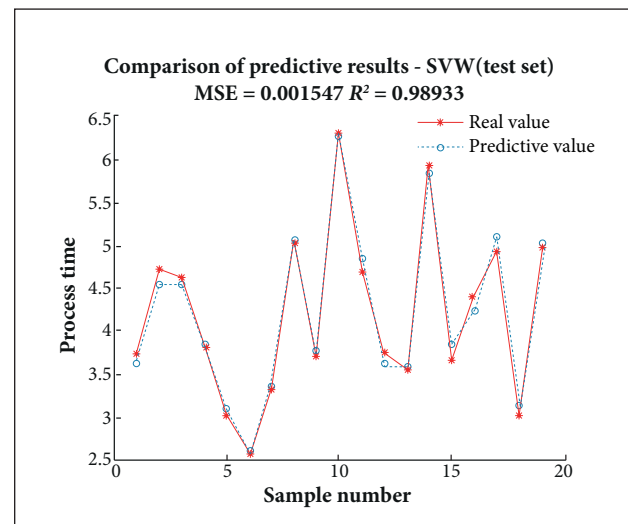 Comparison of predictive results - SVW(test set)
MSE = 0.001547 R² = 0.98933
Real value
Predictive value
Process time
6.5
6
5.5
5
4.5
4
3.5
3
2.5
0 5 10 15 20
Sample number